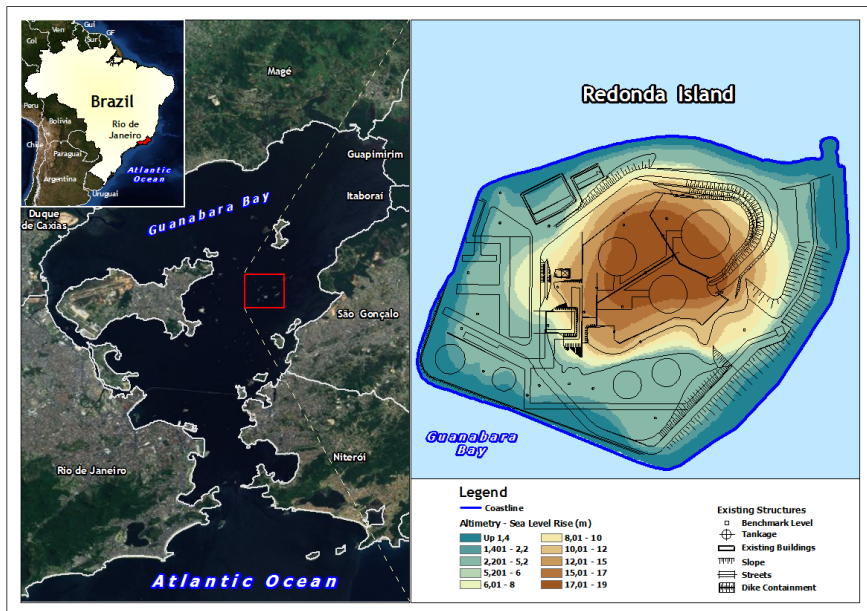 Gui
Ven
GF
Col
Sur
Brazil
Peru
Rio de
Janeiro
Bolívia
Chile
Paraguai
Argentina
Atlantic
Ocean
Uruguai
Magé
Guapimirim
Itaboraí
Guanabara Bay
Duque
de Caxias
São Gonçalo
Rio de Janeiro
Niterói
Atlantic Ocean
Redonda Island
Guanabara
Bay
Legend
Coastline
Altimetry - Sea Level Rise (m)
Up 1,4
1,401 - 2,2
2,201 - 5,2
5,201 - 6
6,01 - 8
8,01 - 10
10,01 - 12
12,01 - 15
15,01 - 17
17,01 - 19
Existing Structures
Benchmark Level
Tankage
Existing Buildings
Slope
Streets
Dike Containment